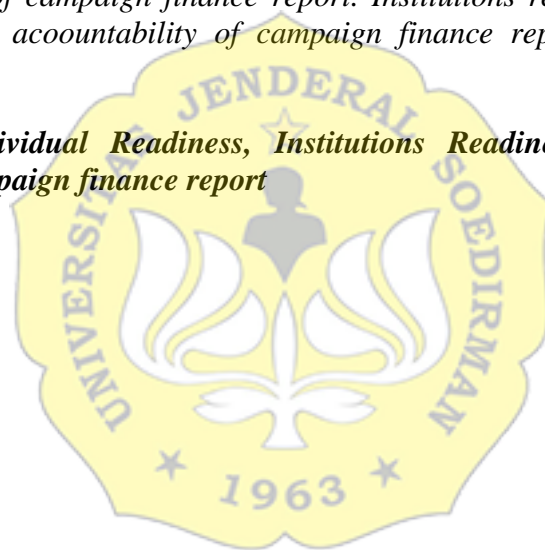 of campaign finance report. Institutions re
acoountability of campaign finance rep
ividual Readiness, Institutions Readine
paign finance report
UNIVERSITAS JENDERAL SOEDIRMAN
1963